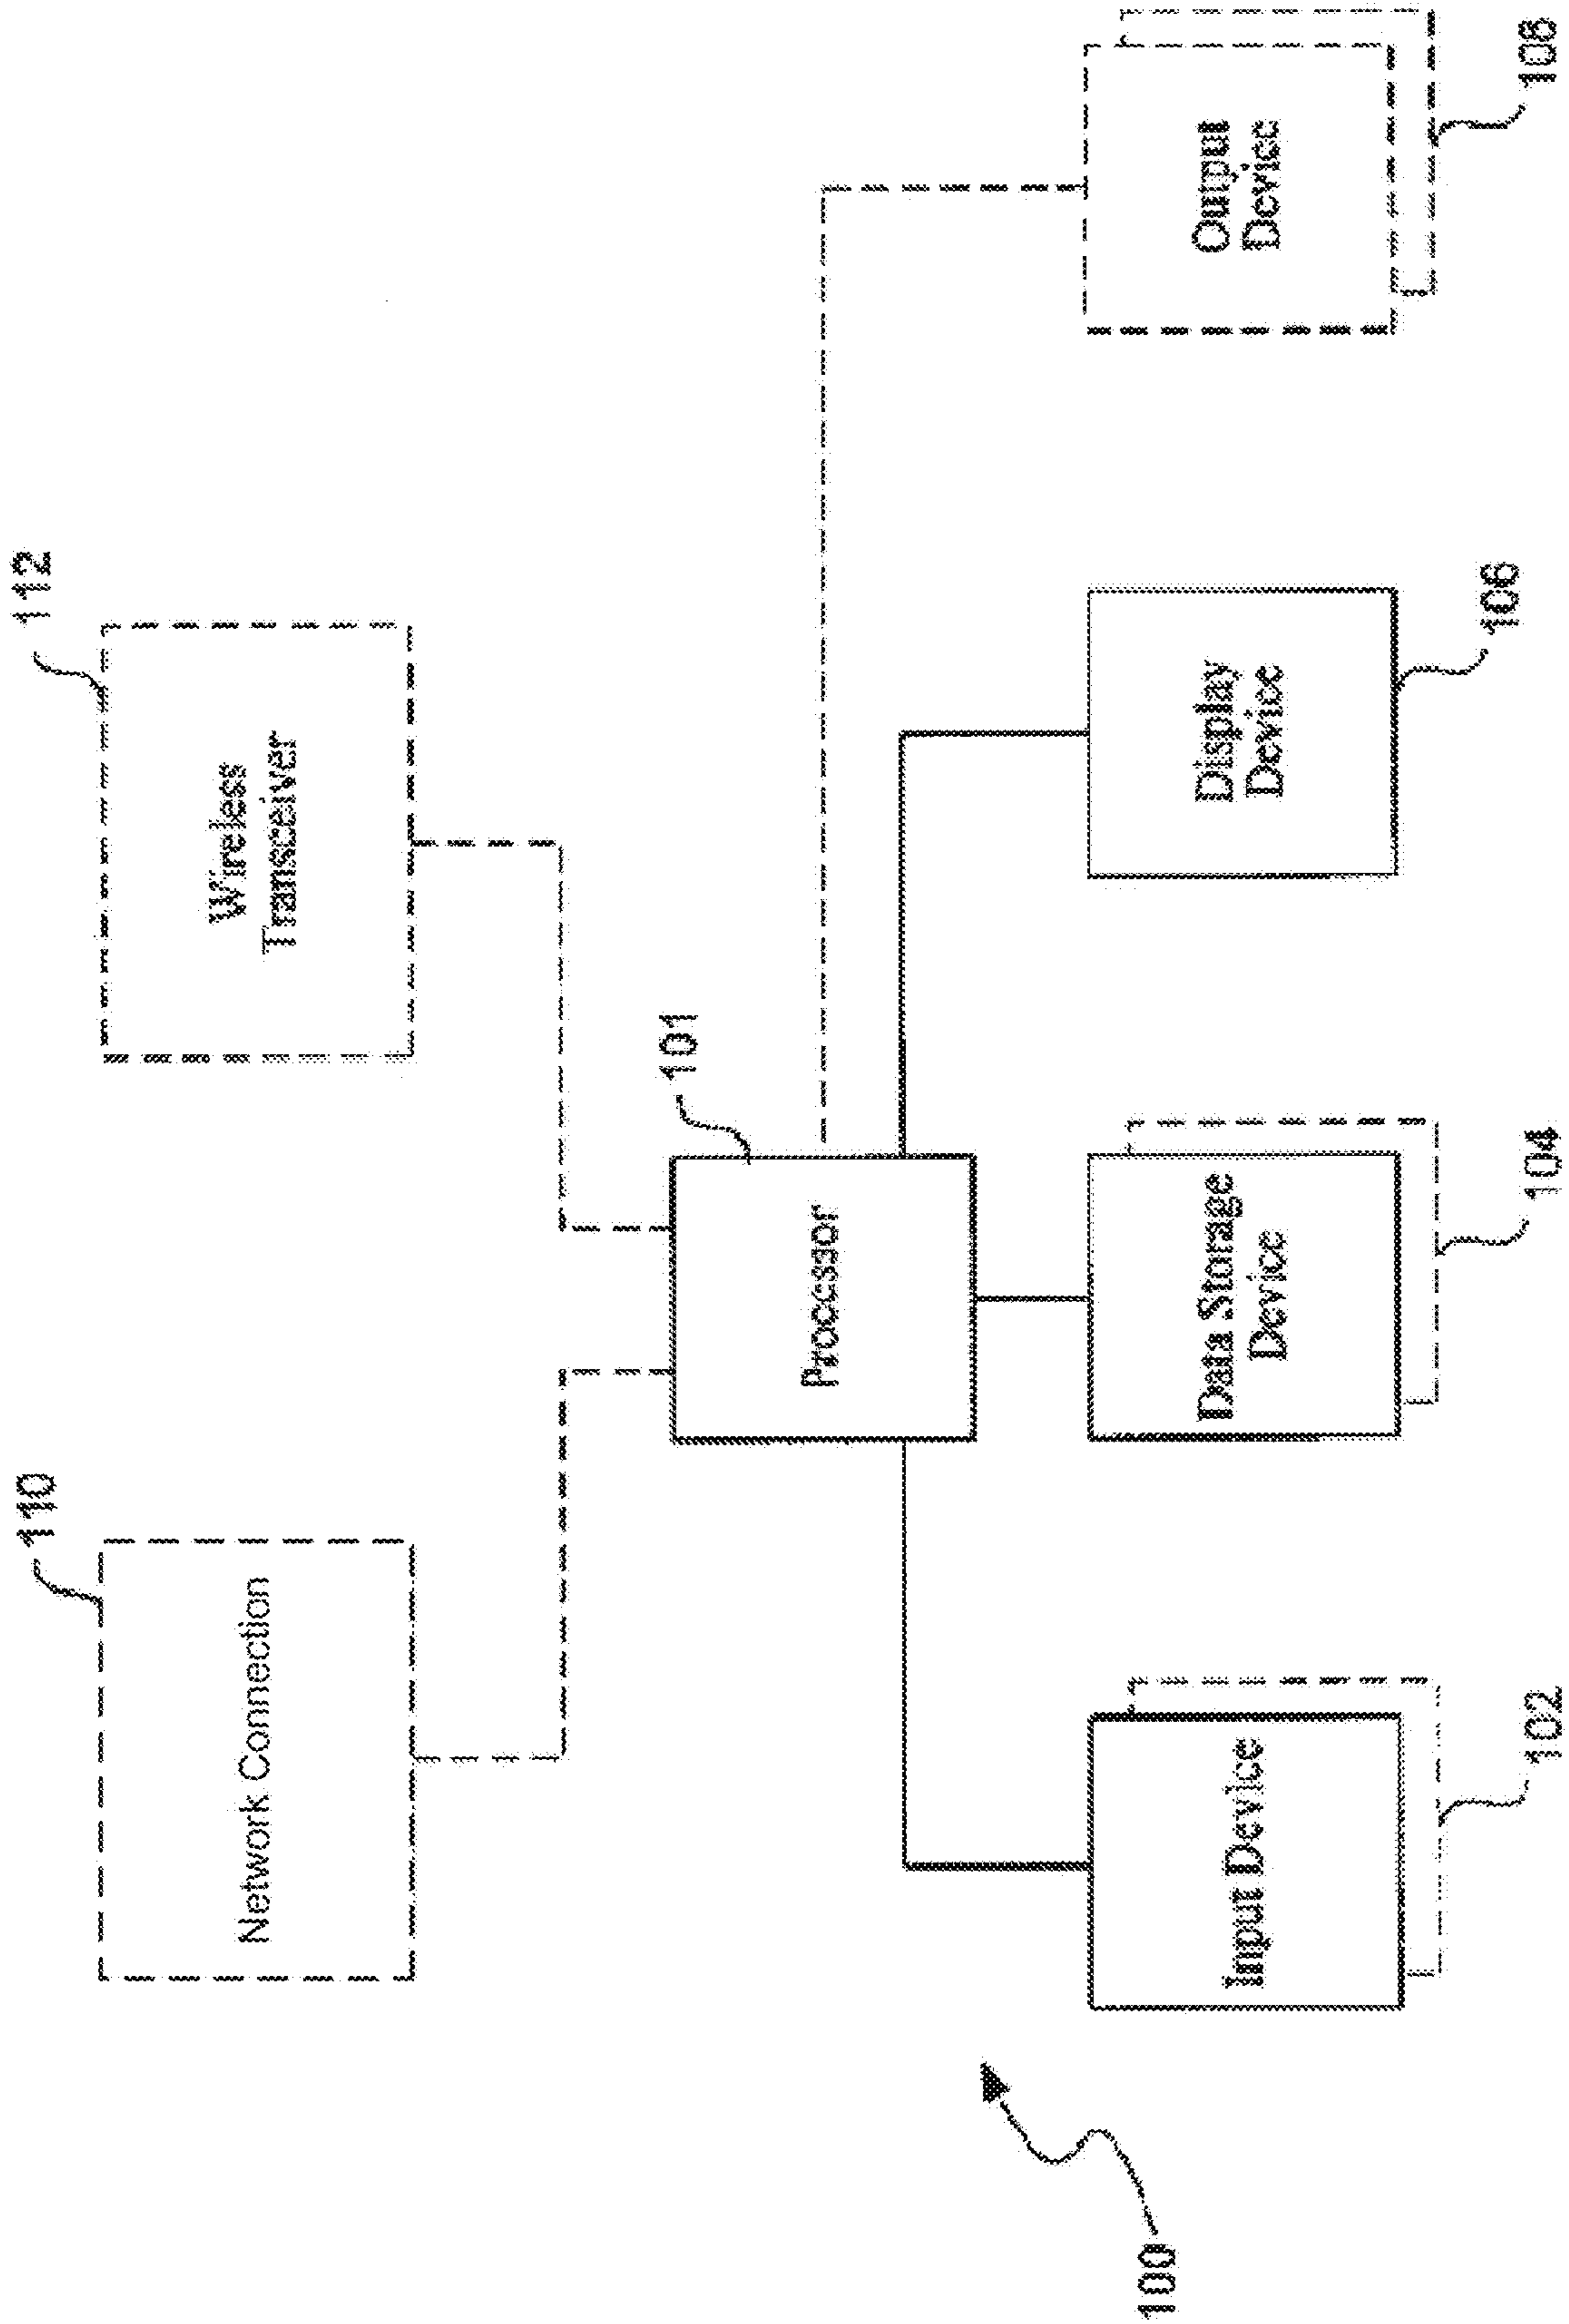 110
112
Network Connection
Wireless
Transceiver
101
Processor
100
Input Device
Data Storage
Device
Display
Device
Output
Device
102
104
106
108